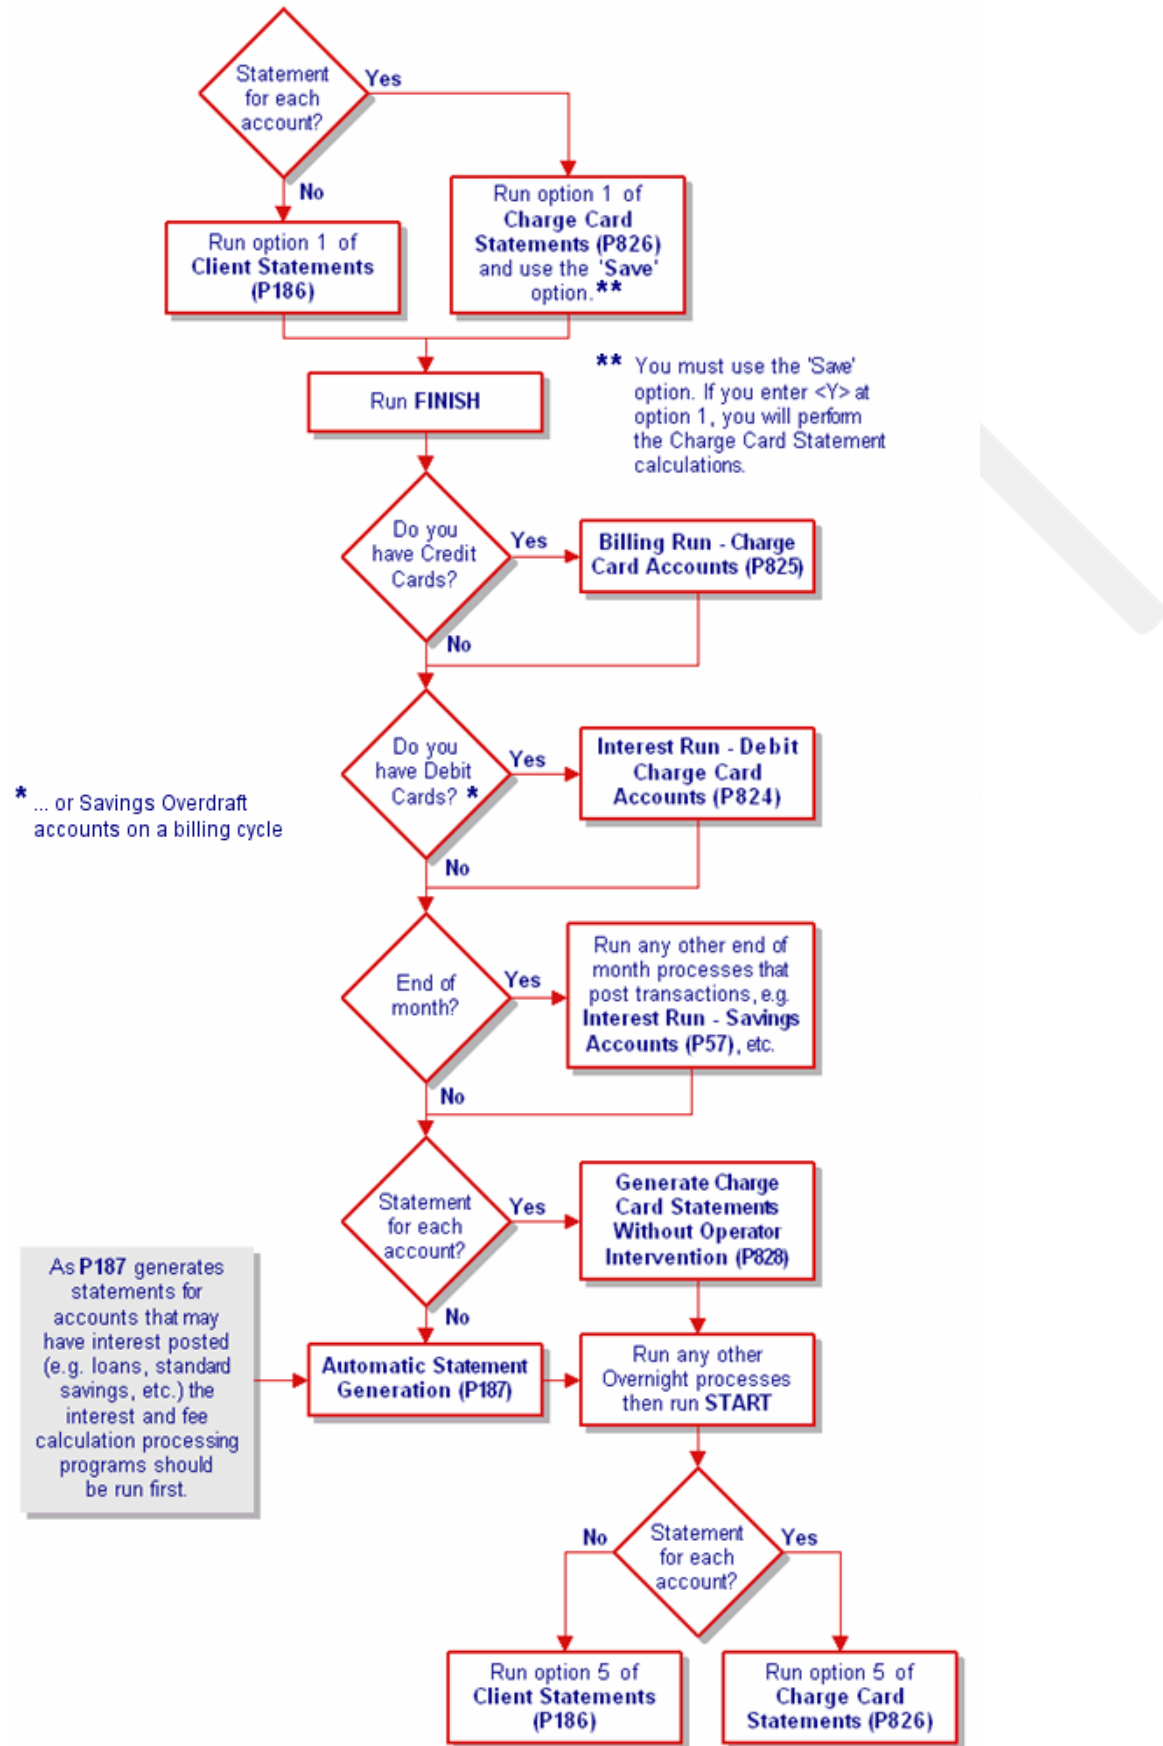 Statement
for each
account?
Yes
No
Run option 1 of
Client Statements
(P186)
Run option 1 of
Charge Card
Statements (P826)
and use the 'Save'
option.**
Run FINISH
** You must use the 'Save'
option. If you enter <Y> at
option 1, you will perform
the Charge Card Statement
calculations.
Do you
have Credit
Cards?
Yes
Billing Run - Charge
Card Accounts (P825)
No
Do you
have Debit
Cards? *
Yes
Interest Run - Debit
Charge Card
Accounts (P824)
* ... or Savings Overdraft
accounts on a billing cycle
No
End of
month?
Yes
Run any other end of
month processes that
post transactions, e.g.
Interest Run - Savings
Accounts (P57), etc.
No
Statement
for each
account?
Yes
Generate Charge
Card Statements
Without Operator
Intervention (P828)
No
As P187 generates
statements for
accounts that may
have interest posted
(e.g. loans, standard
savings, etc.) the
interest and fee
calculation processing
programs should
be run first.
Automatic Statement
Generation (P187)
Run any other
Overnight processes
then run START
Statement
for each
account?
No
Yes
Run option 5 of
Client Statements
(P186)
Run option 5 of
Charge Card
Statements (P826)